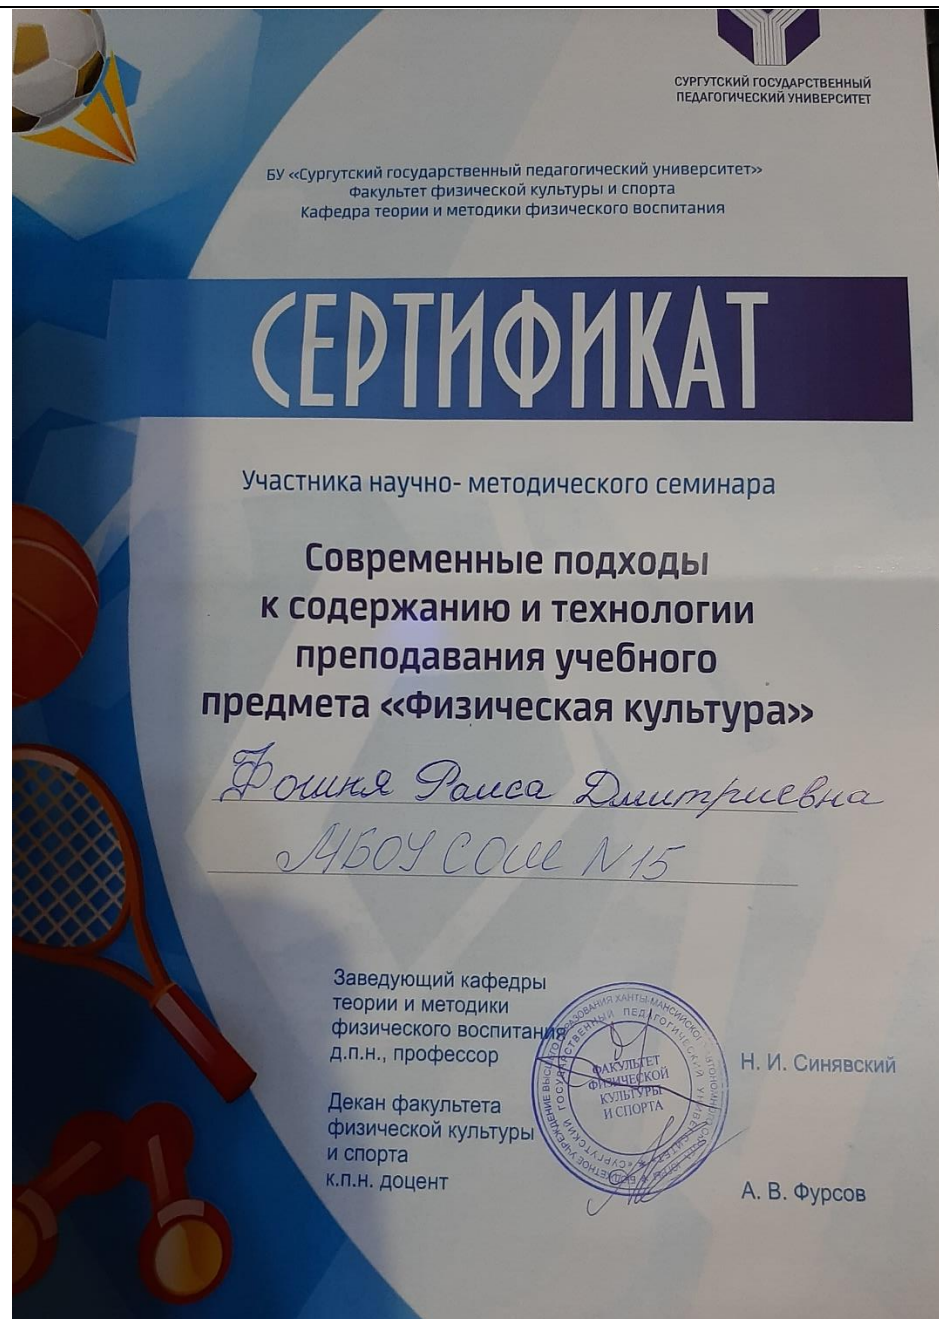 СУРГУТСКИЙ ГОСУДАРСТВЕННЫЙ
ПЕДАГОГИЧЕСКИЙ УНИВЕРСИТЕТ
БУ «Сургутский государственный педагогический университет»
Факультет физической культуры и спорта
Кафедра теории и методики физического воспитания
СЕРТИФИКАТ
Участника научно- методического семинара
Современные подходы
к содержанию и технологии
преподавания учебного
предмета «Физическая культура»
Фошня Раиса Дмитриевна
МБОУ СОШ N15
Заведующий кафедры
теории и методики
физического воспитания
д.п.н., профессор
Н. И. Синявский
ФАКУЛЬТЕТ
ФИЗИЧЕСКОЙ
КУЛЬТУРЫ
И СПОРТА
Декан факультета
физической культуры
и спорта
к.п.н. доцент
А. В. Фурсов